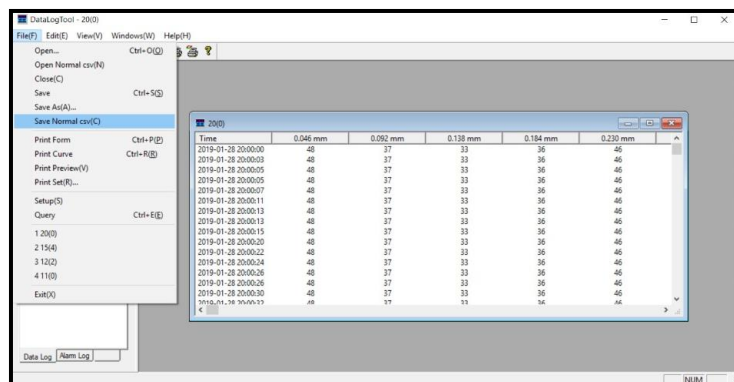 DataLogTool - 20(0)
File(F) Edit(E) View(V) Windows(W) Help(H)
Open... Ctrl+O(O)
Open Normal csv(N)
Close(C)
Save Ctrl+S(S)
Save As(A)...
Save Normal csv(C)
Print Form Ctrl+P(P)
Print Curve Ctrl+R(R)
Print Preview(V)
Print Set(R)...
Setup(S)
Query Ctrl+E(E)
1 20(0)
2 15(4)
3 12(2)
4 11(0)
Exit(X)
20(0)
Time 0.046 mm 0.092 mm 0.138 mm 0.184 mm 0.230 mm
2019-01-28 20:00:00 48 37 33 36 46
2019-01-28 20:00:03 48 37 33 36 46
2019-01-28 20:00:05 48 37 33 36 46
2019-01-28 20:00:05 48 37 33 36 46
2019-01-28 20:00:07 48 37 33 36 46
2019-01-28 20:00:11 48 37 33 36 46
2019-01-28 20:00:13 48 37 33 36 46
2019-01-28 20:00:13 48 37 33 36 46
2019-01-28 20:00:15 48 37 33 36 46
2019-01-28 20:00:20 48 37 33 36 46
2019-01-28 20:00:22 48 37 33 36 46
2019-01-28 20:00:24 48 37 33 36 46
2019-01-28 20:00:26 48 37 33 36 46
2019-01-28 20:00:26 48 37 33 36 46
2019-01-28 20:00:30 48 37 33 36 46
2019-01-28 20:00:32 48 37 33 36 46
Data Log Alarm Log
NUM